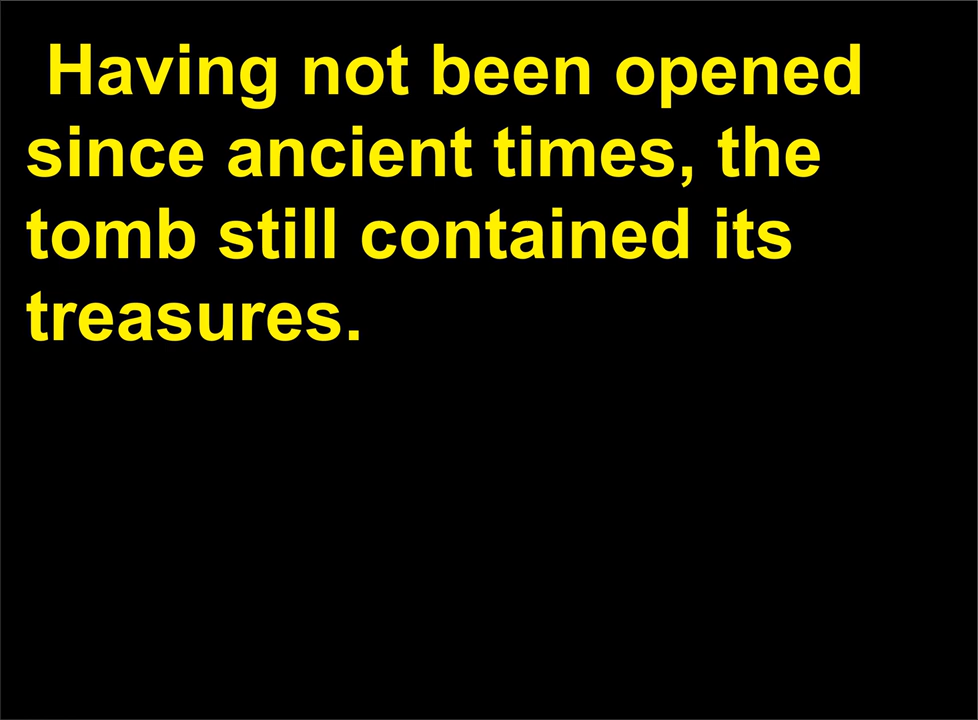 Having not been opened
since ancient times, the
tomb still contained its
treasures.